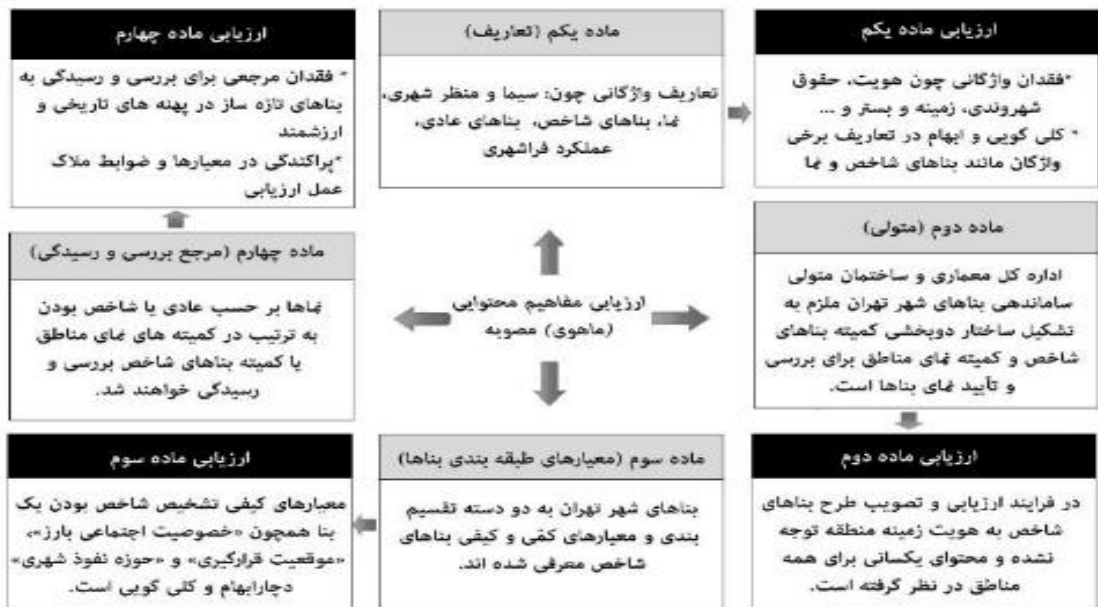 ماده یکم (تعاریف)
تعاریف واژگانی چون: سیما و منظر شهری،
نما، بناهای شاخص، بناهای عادی،
عملکرد فراشهری
ارزیابی ماده یکم
*فقدان واژگانی چون هویت، حقوق
شهروندی، زمینه و بستر و ...
* کلی گویی و ابهام در تعاریف برخی
واژگان مانند بناهای شاخص و نما
ماده دوم (متولی)
اداره کل معماری و ساختمان متولی
ساماندهی بناهای شهر تهران ملزم به
تشکیل ساختار دوبخشی کمیته بناهای
شاخص و کمیته نمای مناطق برای بررسی
و تأیید نمای بناها است.
ارزیابی ماده دوم
در فرایند ارزیابی و تصویب طرح بناهای
شاخص به هویت زمینه منطقه توجه
نشده و محتوای یکسانی برای همه
مناطق در نظر گرفته است.
ماده سوم (معیارهای طبقه بندی بناها)
بناهای شهر تهران به دو دسته تقسیم
بندی و معیارهای کمّی و کیفی بناهای
شاخص معرفی شده اند.
ارزیابی ماده سوم
معیارهای کیفی تشخیص شاخص بودن یک
بنا همچون «خصوصیت اجتماعی بارز»،
«موقعیت قرارگیری» و «حوزه نفوذ شهری»
دچارابهام و کلی گویی است.
ماده چهارم (مرجع بررسی و رسیدگی)
نماها بر حسب عادی یا شاخص بودن
به ترتیب در کمیته های نمای مناطق
یا کمیته بناهای شاخص بررسی و
رسیدگی خواهند شد.
ارزیابی ماده چهارم
* فقدان مرجعی برای بررسی و رسیدگی به
بناهای تازه ساز در پهنه های تاریخی و
ارزشمند
*پراکندگی در معیارها و ضوابط ملاک
عمل ارزیابی
ارزیابی مفاهیم محتوایی
(ماهوی) مصوبه